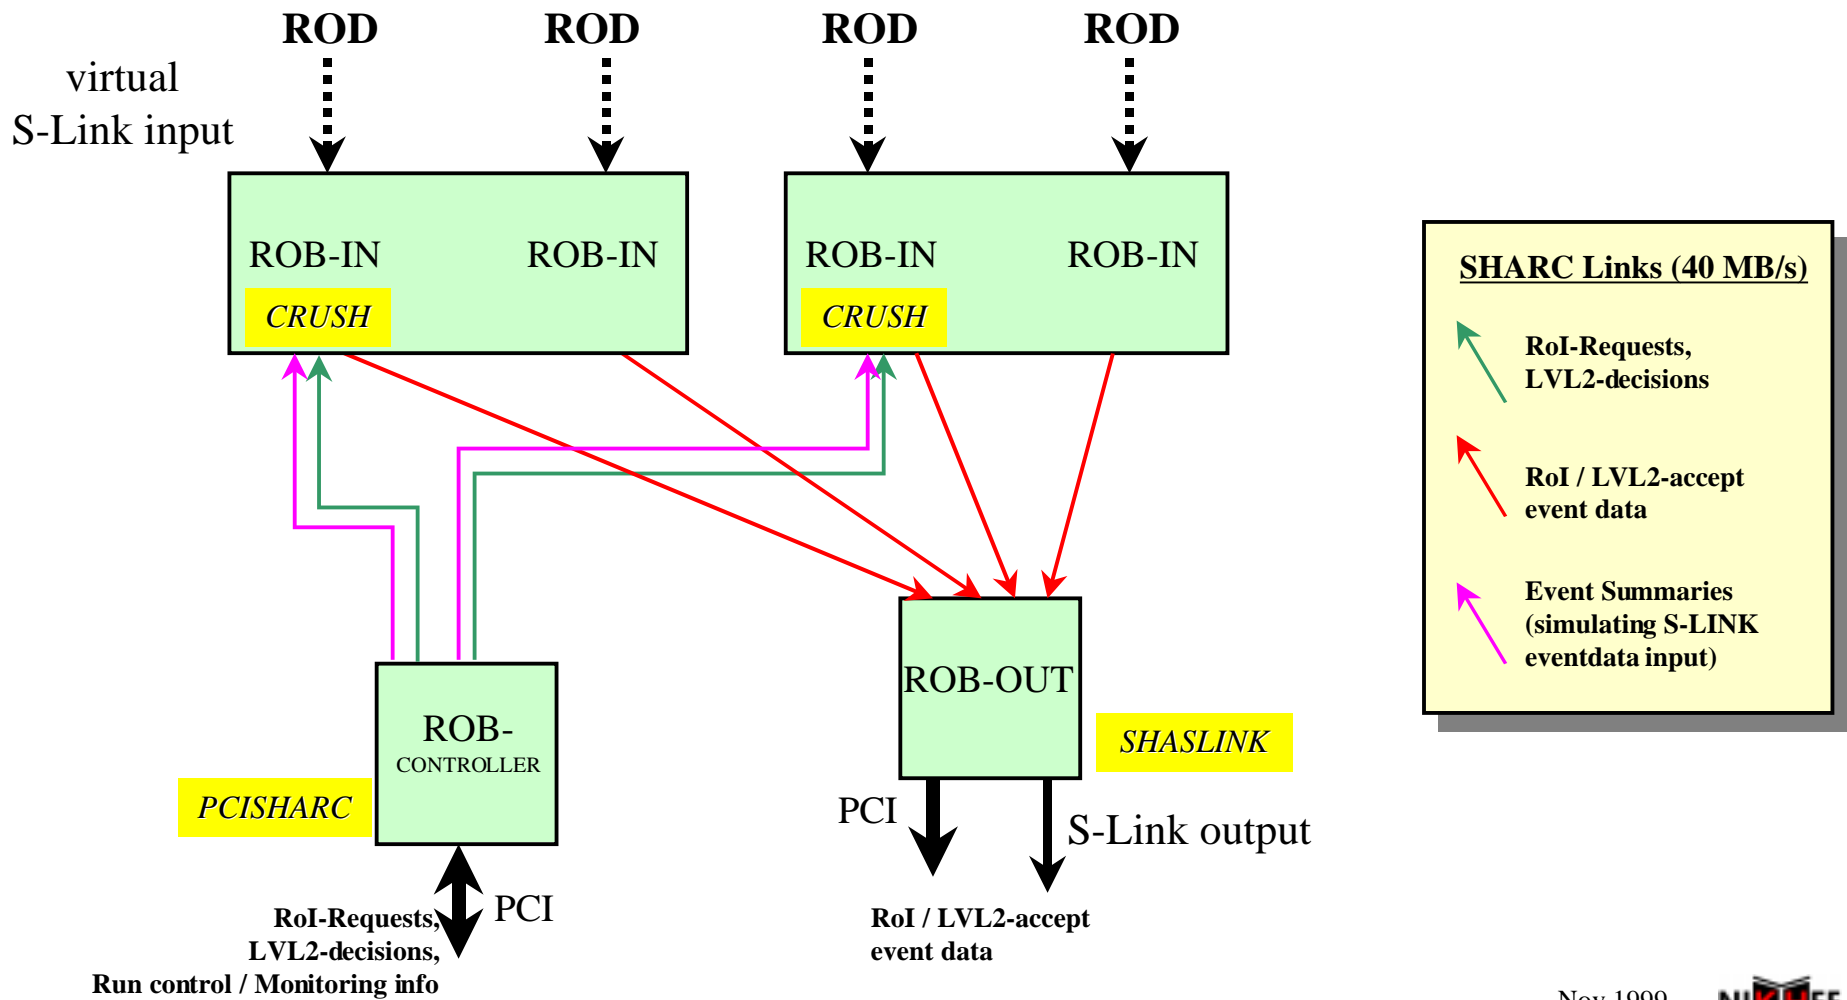 ROD
ROD
ROD
ROD
virtual
S-Link input
ROB-IN
ROB-IN
ROB-IN
ROB-IN
CRUSH
CRUSH
SHARC Links (40 MB/s)
RoI-Requests,
LVL2-decisions
RoI / LVL2-accept
event data
Event Summaries
(simulating S-LINK
eventdata input)
ROB-OUT
SHASLINK
ROB-
CONTROLLER
PCISHARC
PCI
S-Link output
PCI
RoI-Requests,
LVL2-decisions,
Run control / Monitoring info
RoI / LVL2-accept
event data
Nov 1999